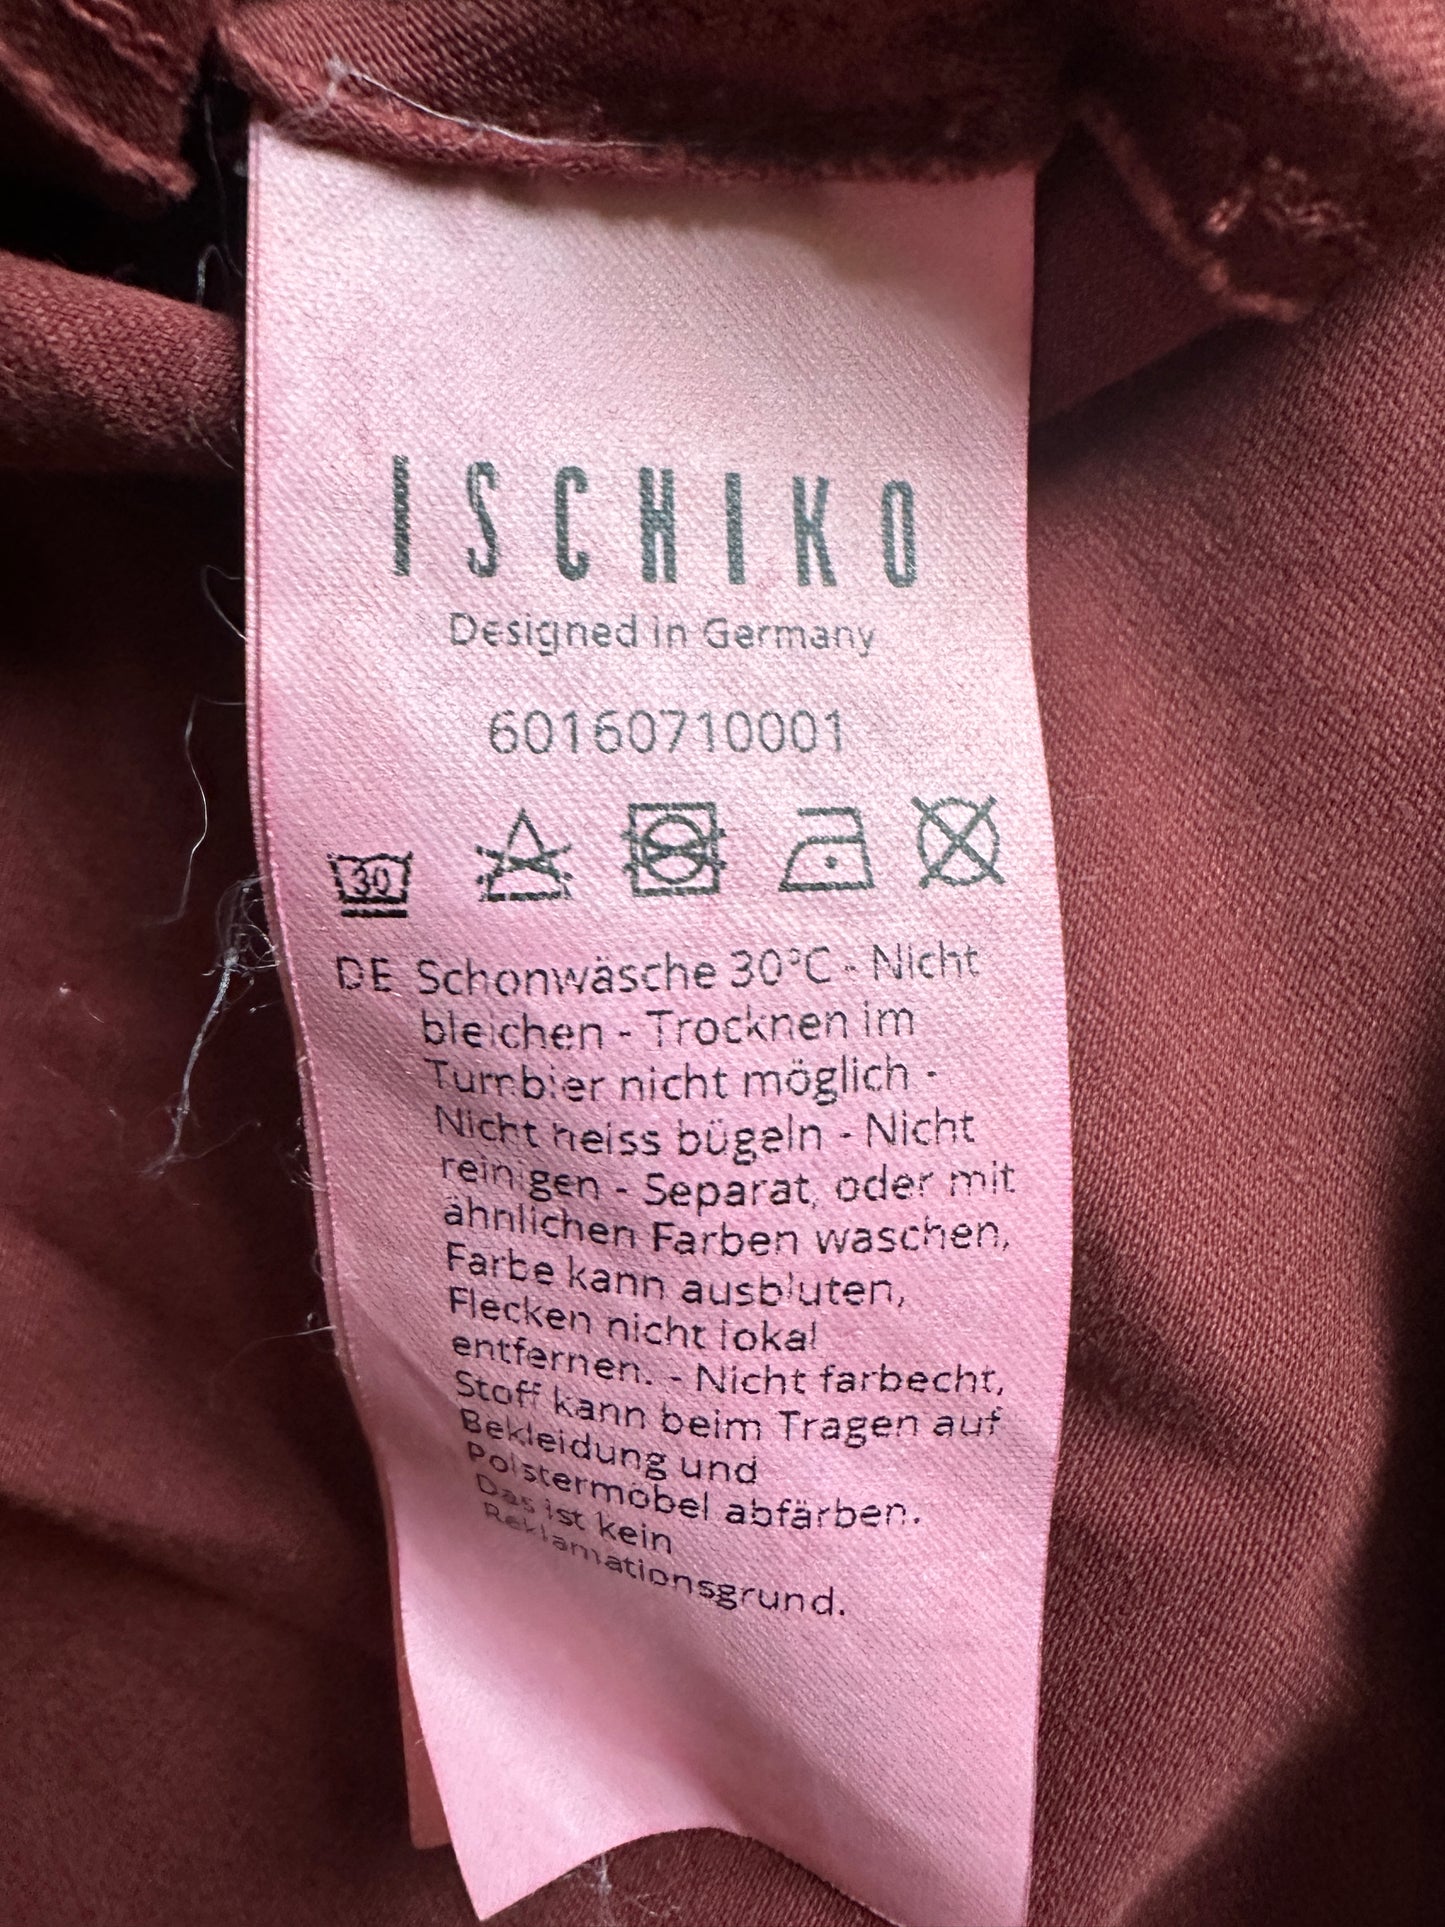 ISCHIKO
Designed in Germany
60160710001
30
DE Schonwäsche 30°C - Nicht
bleichen - Trocknen im
Tumbler nicht möglich -
Nicht heiss bügeln - Nicht
reinigen - Separat, oder mit
ähnlichen Farben waschen,
Farbe kann ausbluten,
Flecken nicht lokal
entfernen. - Nicht farbecht,
Stoff kann beim Tragen auf
Bekleidung und
Polstermöbel abfärben.
Das ist kein
Reklamationsgrund.